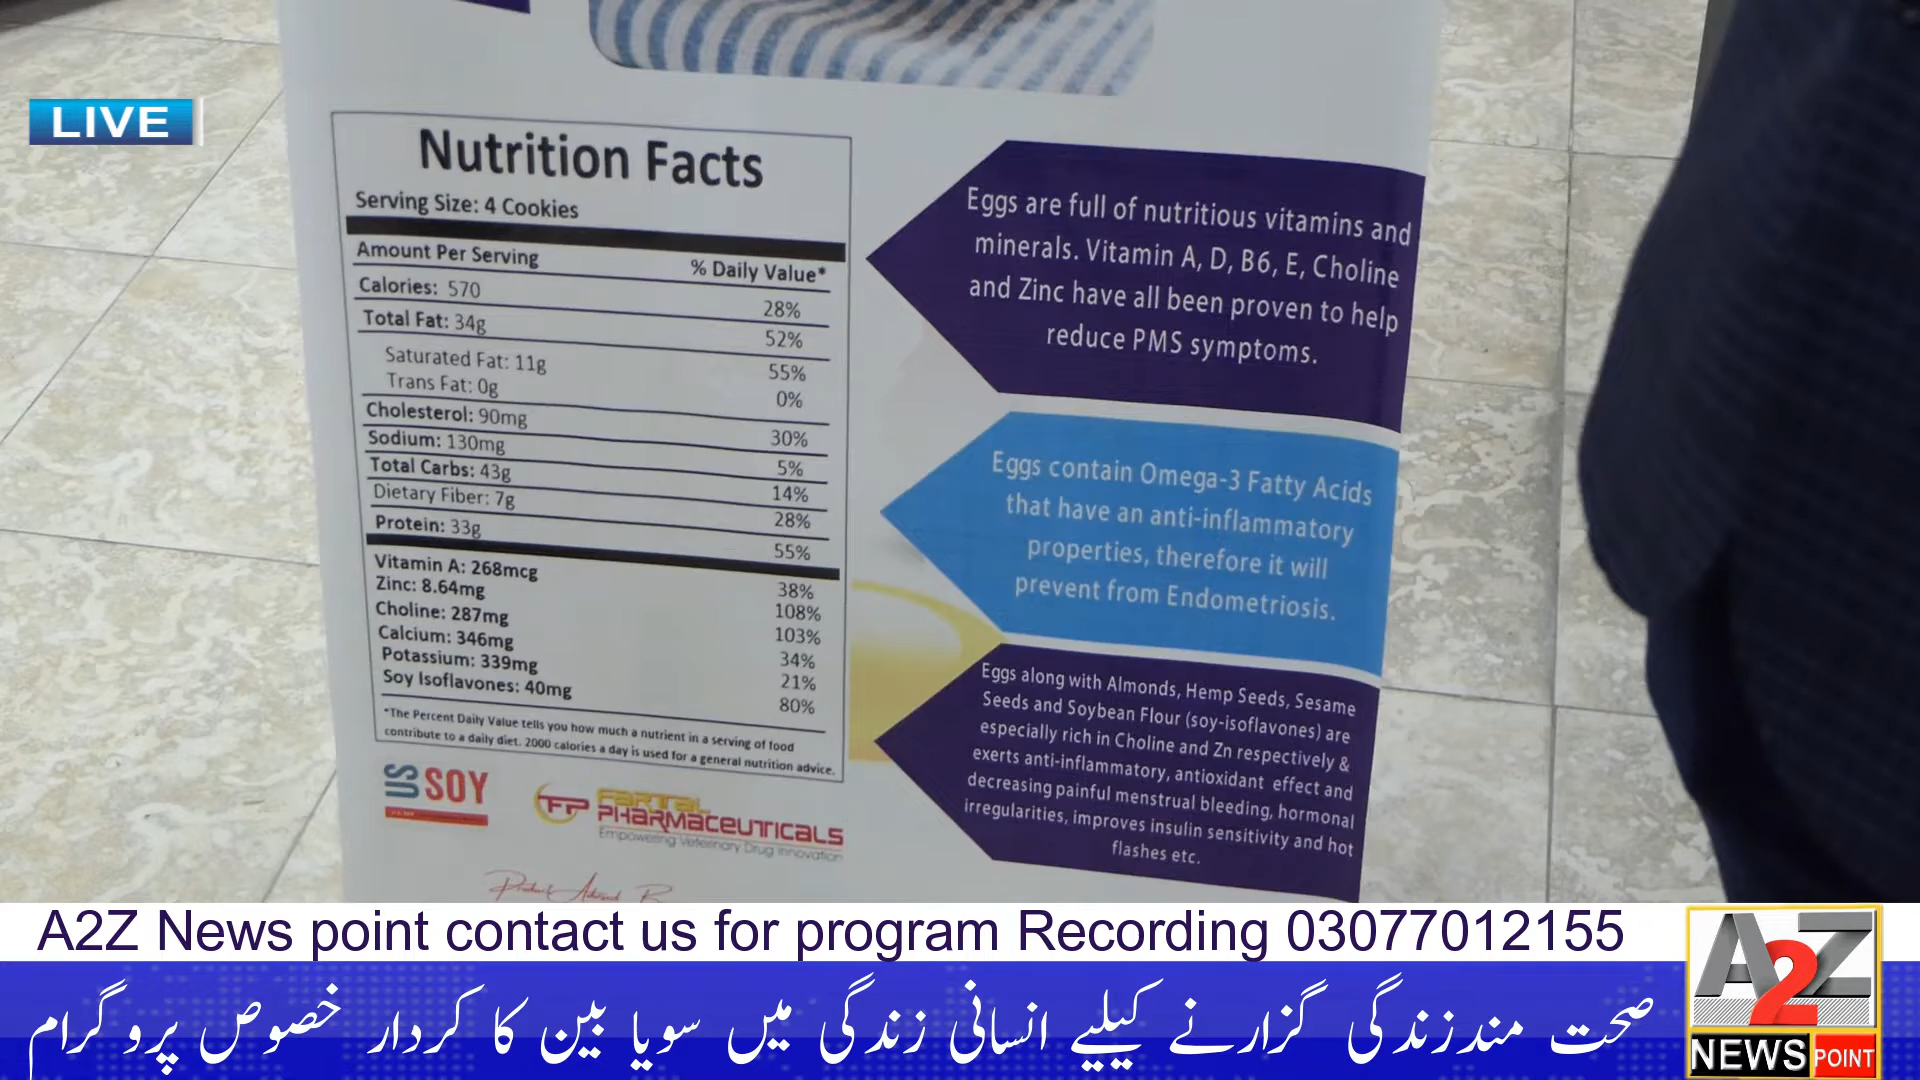 LIVE
Nutrition Facts
Serving Size: 4 Cookies
Amount Per Serving % Daily Value*
Calories: 570 28%
Total Fat: 34g 52%
Saturated Fat: 11g 55%
Trans Fat: 0g 0%
Cholesterol: 90mg 30%
Sodium: 130mg 5%
Total Carbs: 43g 14%
Dietary Fiber: 7g 28%
Protein: 33g 55%
Vitamin A: 268mcg 38%
Zinc: 8.64mg 108%
Choline: 287mg 103%
Calcium: 346mg 34%
Potassium: 339mg 21%
Soy Isoflavones: 40mg 80%
*The Percent Daily Value tells you how much a nutrient in a serving of food
contribute to a daily diet. 2000 calories a day is used for a general nutrition advice.
US SOY
FP FARTAL
PHARMACEUTICALS
Empowering Veterinary Drug Innovation
Eggs are full of nutritious vitamins and
minerals. Vitamin A, D, B6, E, Choline
and Zinc have all been proven to help
reduce PMS symptoms.
Eggs contain Omega-3 Fatty Acids
that have an anti-inflammatory
properties, therefore it will
prevent from Endometriosis.
Eggs along with Almonds, Hemp Seeds, Sesame
Seeds and Soybean Flour (soy-isoflavones) are
especially rich in Choline and Zn respectively &
exerts anti-inflammatory, antioxidant effect and
decreasing painful menstrual bleeding, hormonal
irregularities, improves insulin sensitivity and hot
flashes etc.
A2Z News point contact us for program Recording 03077012155
صحت مندزندگی گزارنے کیلیے انسانی زندگی میں سویا بین کا کردار خصوص پروگرام
A2Z
NEWS POINT